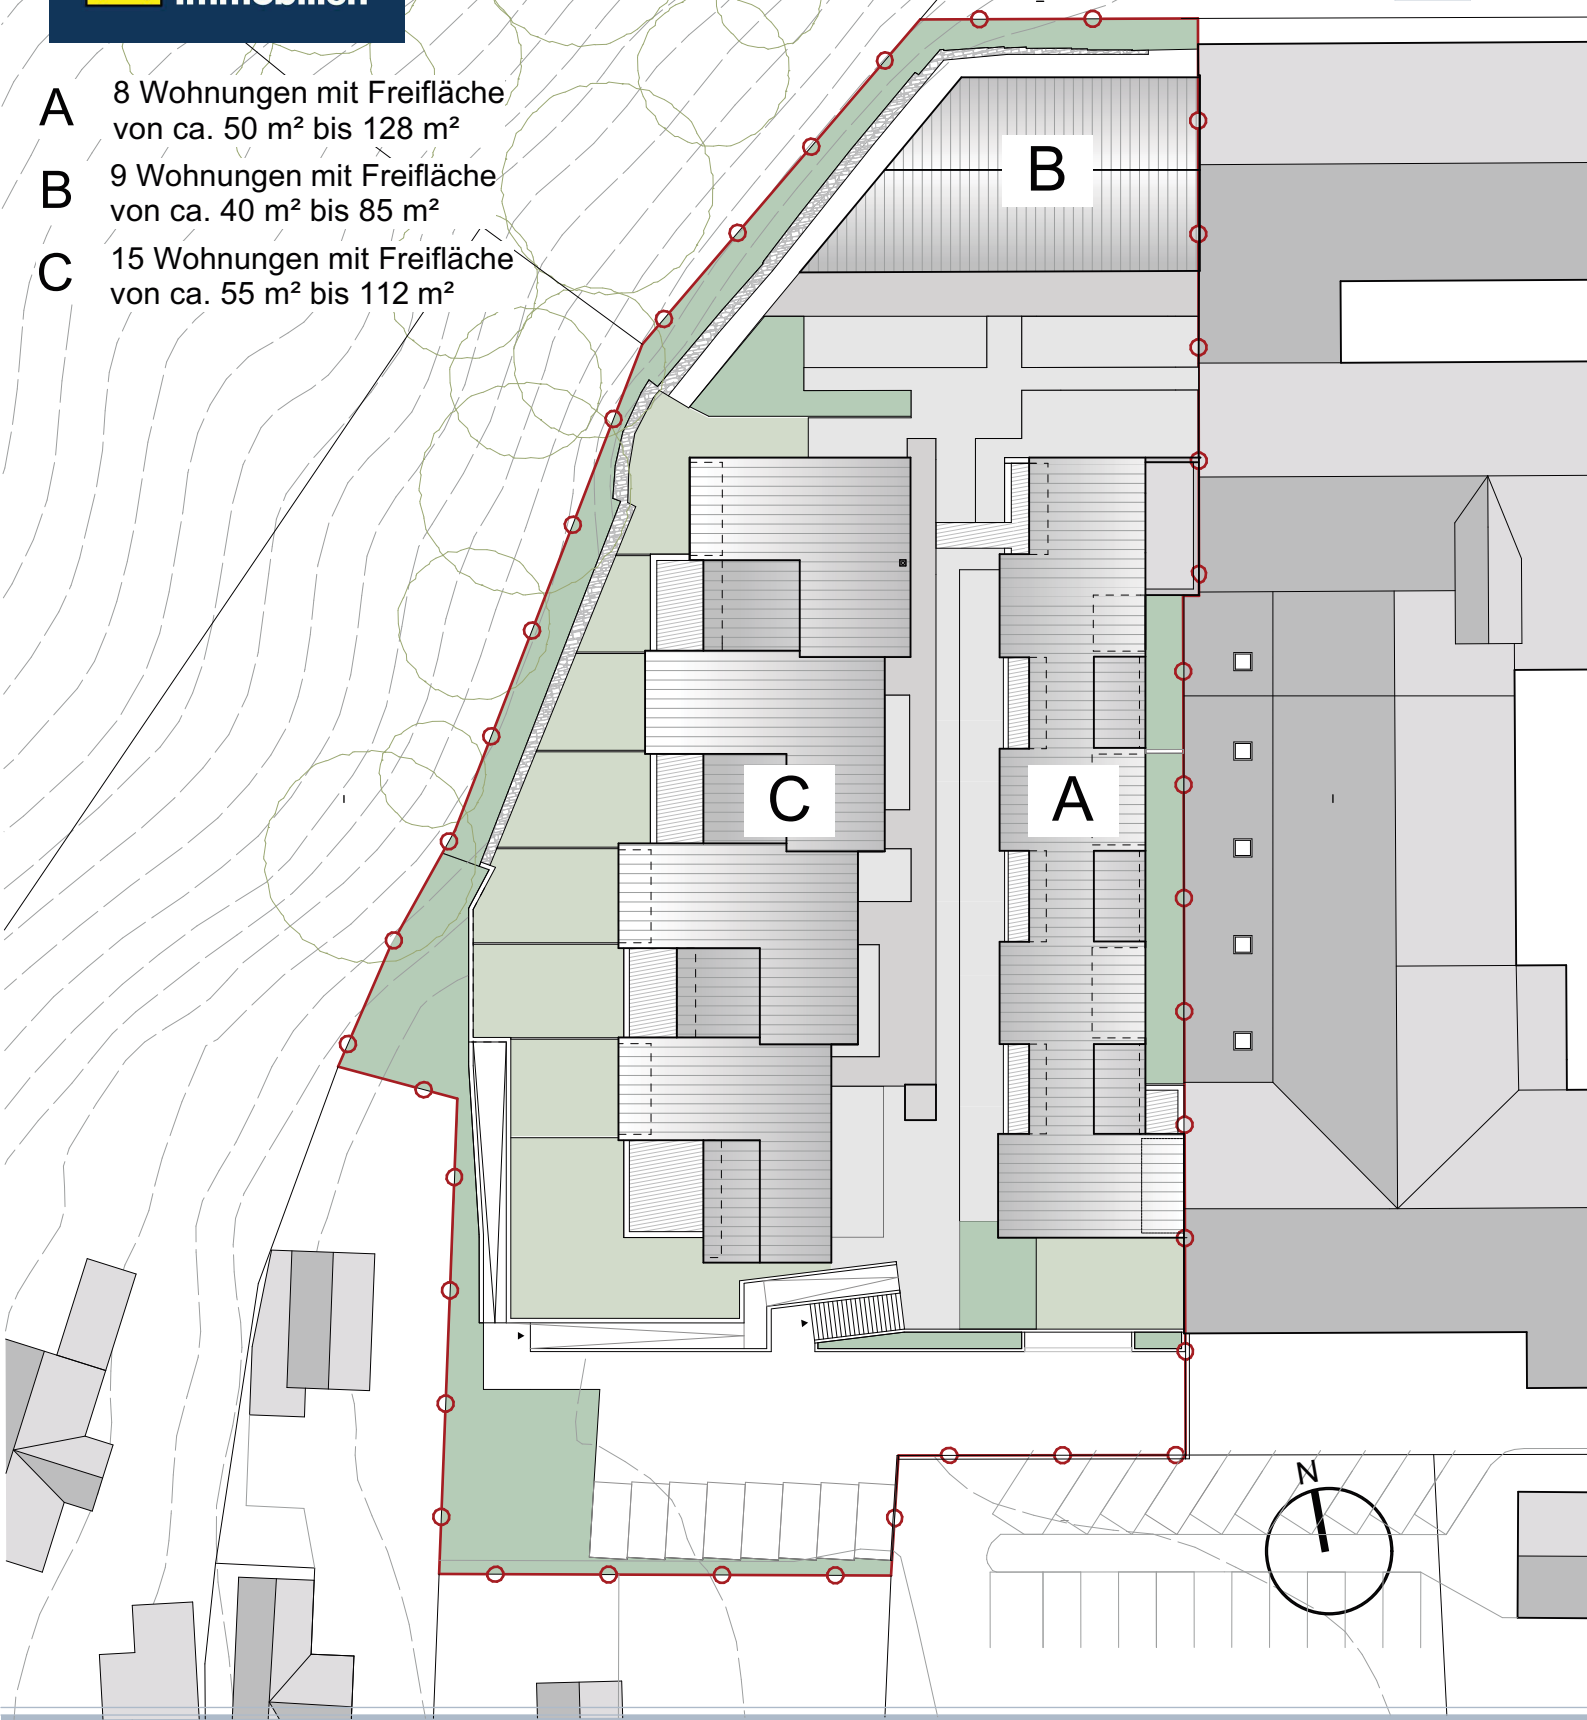 Immobilien
A
8 Wohnungen mit Freifläche
von ca. 50 m² bis 128 m²
B
9 Wohnungen mit Freifläche
von ca. 40 m² bis 85 m²
C
15 Wohnungen mit Freifläche
von ca. 55 m² bis 112 m²
B
C
A
N